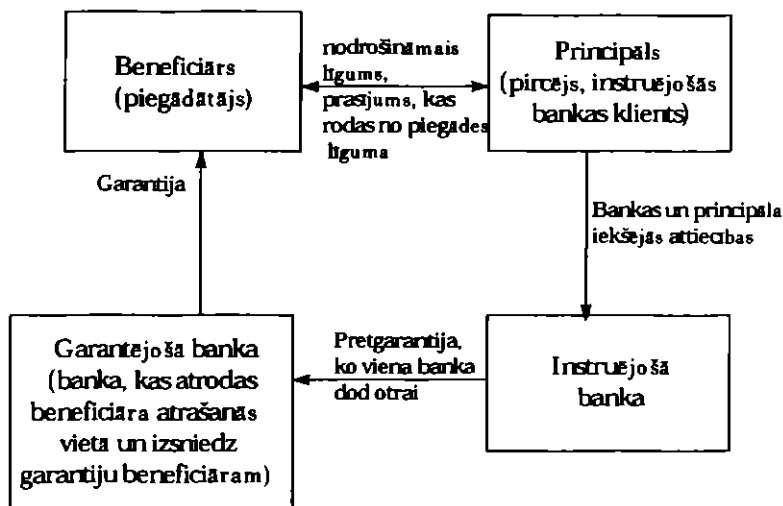 Beneficiārs
(piegādātājs)
nodrošināmais
līgums,
prasījums, kas
rodas no piegādes
līguma
Principāls
(pircējs, instruējošās
bankas klients)
Garantija
Bankas un principāla
iekšējās attiecības
Garantējošā banka
(banka, kas atrodas
beneficiāra atrašanās
vietā un izsniedz
garantiju beneficiāram)
Pretgarantija,
ko viena banka
dod otrai
Instruējošā
banka